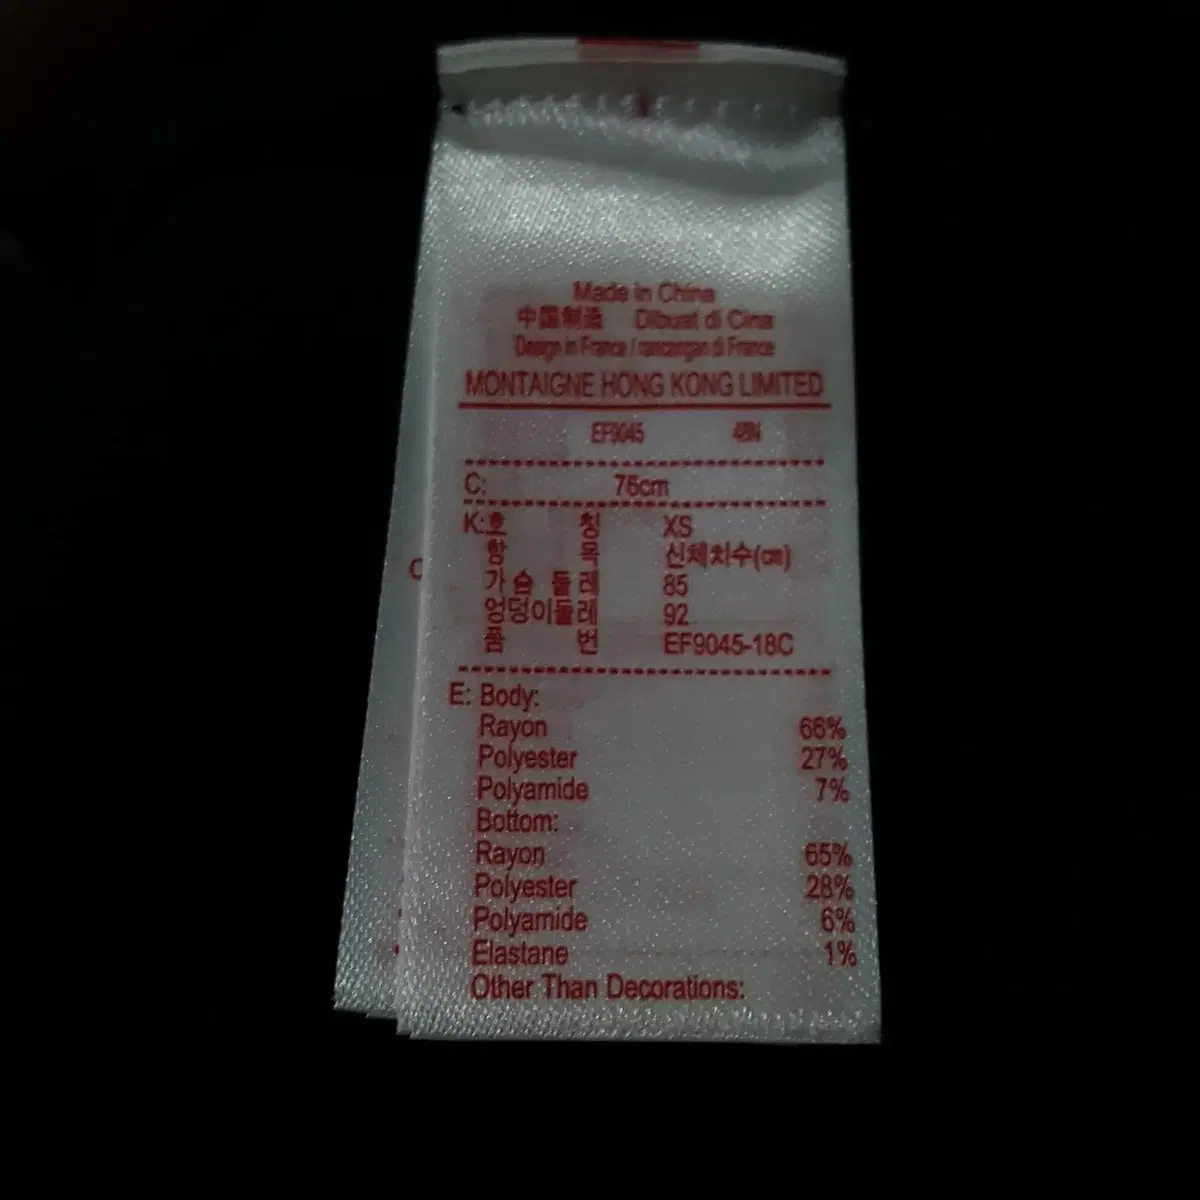 Made in China
中国制造 Dibuat di Cina
Design in France / rancangan di France
MONTAIGNE HONG KONG LIMITED
EF9045
C: 76cm
K:호 칭 XS
항 목 신체치수(㎝)
가슴둘레 85
엉덩이둘레 92
품 번 EF9045-18C
E: Body:
Rayon 66%
Polyester 27%
Polyamide 7%
Bottom:
Rayon 65%
Polyester 28%
Polyamide 6%
Elastane 1%
Other Than Decorations: